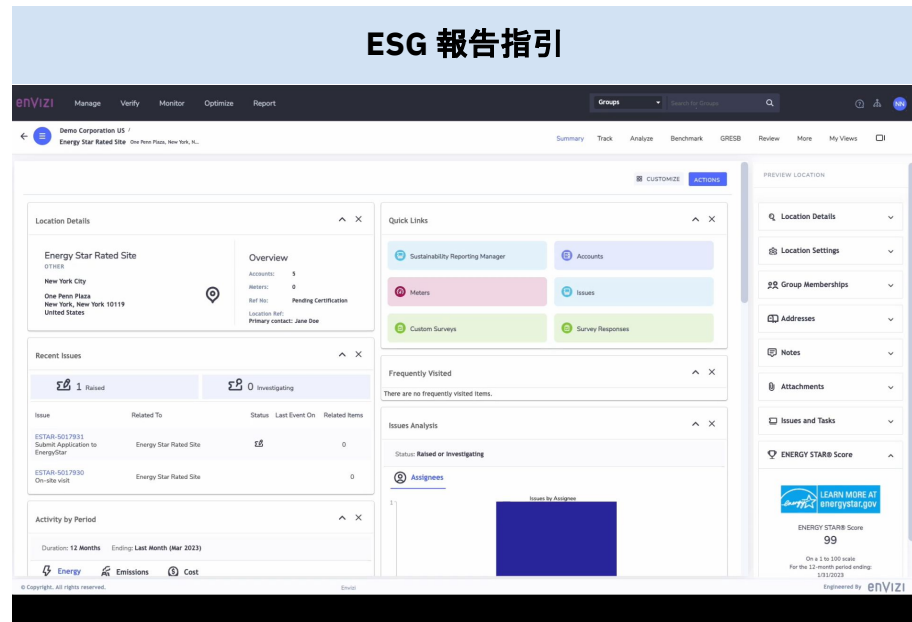 ESG 報告指引
enVIZI Manage Verify Monitor Optimize Report Groups Search for Groups NN
Demo Corporation US /
Energy Star Rated Site One Penn Plaza, New York, N...
Summary Track Analyze Benchmark GRESB Review More My Views
CUSTOMIZE ACTIONS
Location Details
Energy Star Rated Site
OTHER
New York City
One Penn Plaza
New York, New York 10119
United States
Overview
Accounts: 5
Meters: 0
Ref No: Pending Certification
Location Ref:
Primary contact: Jane Doe
Recent Issues
1 Raised
0 Investigating
Issue Related To Status Last Event On Related Items
ESTAR-5017931
Submit Application to
EnergyStar
Energy Star Rated Site 0
ESTAR-5017930
On-site visit
Energy Star Rated Site 0
Activity by Period
Duration: 12 Months Ending: Last Month (Mar 2023)
Energy Emissions Cost
Quick Links
Sustainability Reporting Manager
Accounts
Meters
Issues
Custom Surveys
Survey Responses
Frequently Visited
There are no frequently visited items.
Issues Analysis
Status: Raised or Investigating
Assignees
Issues by Assignee
1
PREVIEW LOCATION
Location Details
Location Settings
Group Memberships
Addresses
Notes
Attachments
Issues and Tasks
ENERGY STAR® Score
energy
LEARN MORE AT
energystar.gov
ENERGY STAR® Score
99
On a 1 to 100 scale
For the 12-month period ending:
1/31/2023
© Copyright. All rights reserved. Envizi Engineered By enVIZI